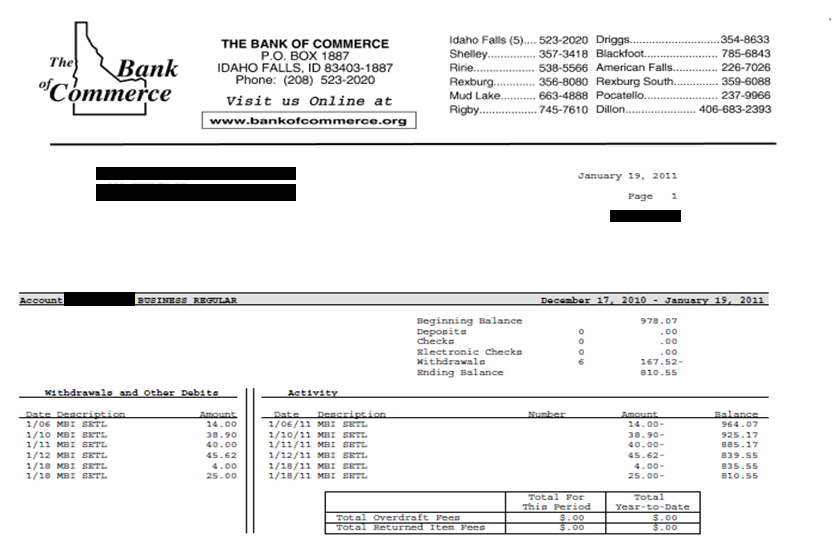 The Bank of Commerce
THE BANK OF COMMERCE
P.O. BOX 1887
IDAHO FALLS, ID 83403-1887
Phone: (208) 523-2020
Visit us Online at
www.bankofcommerce.org
Idaho Falls (5).... 523-2020 Driggs............................354-8633
Shelley.................. 357-3418 Blackfoot.................... 785-6843
Ririe...................... 538-5566 American Falls............ 226-7026
Rexburg................ 356-8080 Rexburg South............ 359-6088
Mud Lake........... 663-4888 Pocatello...................... 237-9966
Rigby.................. 745-7610 Dillon...................... 406-683-2393
January 19, 2011
Page 1
Account BUSINESS REGULAR December 17, 2010 - January 19, 2011
Beginning Balance 978.07
Deposits 0 .00
Checks 0 .00
Electronic Checks 0 .00
Withdrawals 6 167.52-
Ending Balance 810.55
Withdrawals and Other Debits
Date Description Amount
1/06 MBI SETL 14.00
1/10 MBI SETL 38.90
1/11 MBI SETL 40.00
1/12 MBI SETL 45.62
1/18 MBI SETL 4.00
1/18 MBI SETL 25.00
Activity
Date Description Number Amount Balance
1/06/11 MBI SETL 14.00- 964.07
1/10/11 MBI SETL 38.90- 925.17
1/11/11 MBI SETL 40.00- 885.17
1/12/11 MBI SETL 45.62- 839.55
1/18/11 MBI SETL 4.00- 835.55
1/18/11 MBI SETL 25.00- 810.55
Total For Total
This Period Year-to-Date
Total Overdraft Fees $.00 $.00
Total Returned Item Fees $.00 $.00